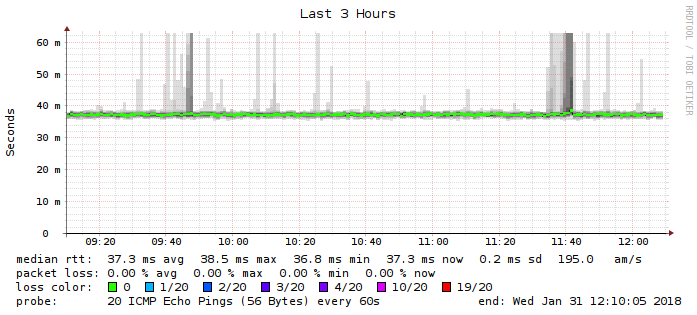 Last 3 Hours
RRDTOOL / TOBI OETIKER
Seconds
60 m
50 m
40 m
30 m
20 m
10 m
0
09:20 09:40 10:00 10:20 10:40 11:00 11:20 11:40 12:00
median rtt: 37.3 ms avg 38.5 ms max 36.8 ms min 37.3 ms now 0.2 ms sd 195.0 am/s
packet loss: 0.00 % avg 0.00 % max 0.00 % min 0.00 % now
loss color: 0 1/20 2/20 3/20 4/20 10/20 19/20
probe: 20 ICMP Echo Pings (56 Bytes) every 60s end: Wed Jan 31 12:10:05 2018